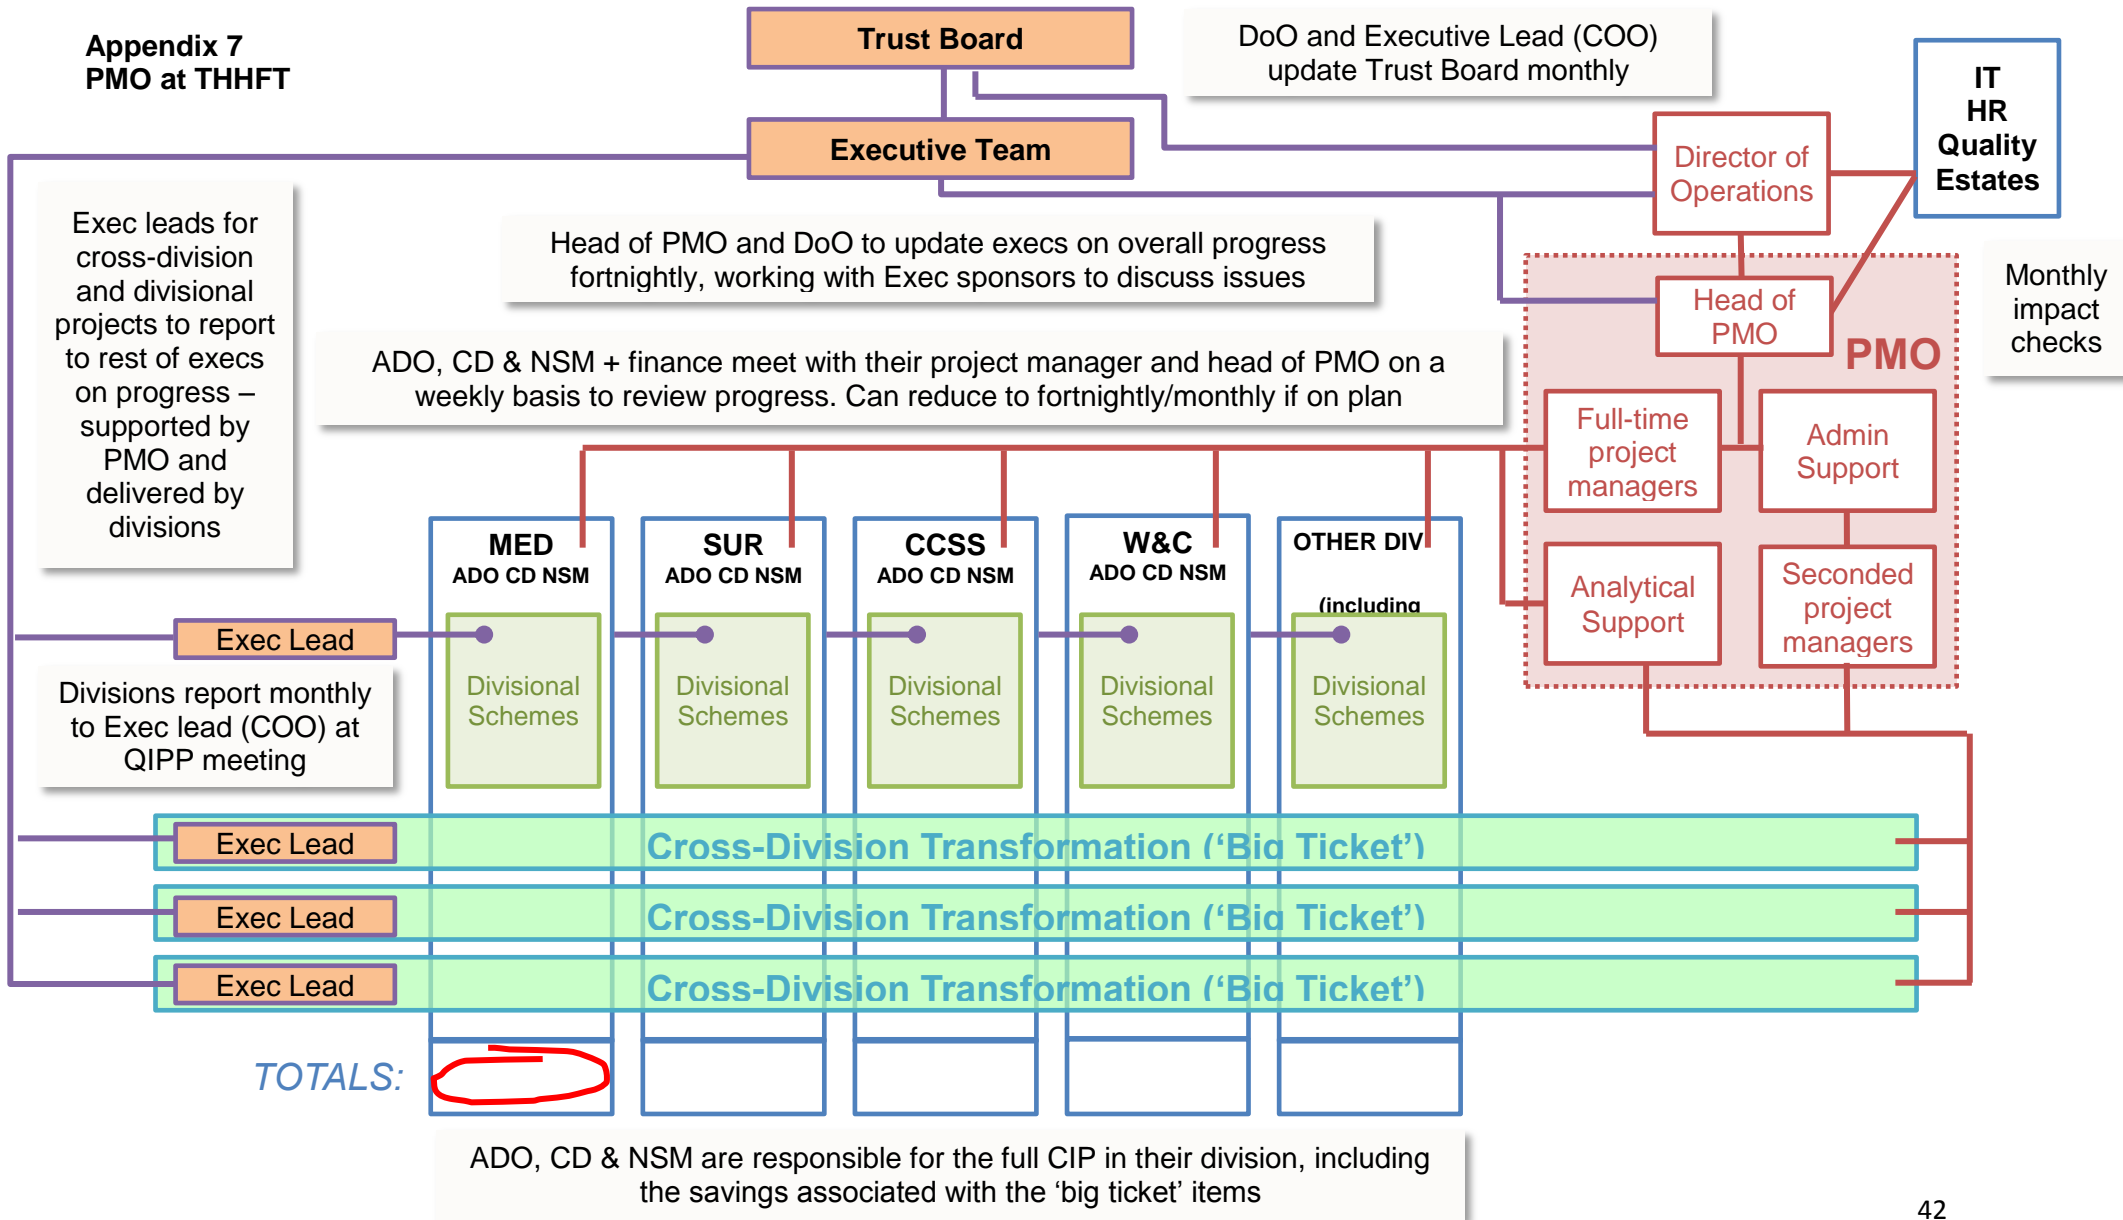 Appendix 7
PMO at THHFT
Trust Board
DoO and Executive Lead (COO)
update Trust Board monthly
IT
HR
Quality
Estates
Executive Team
Director of
Operations
Exec leads for
cross-division
and divisional
projects to report
to rest of execs
on progress –
supported by
PMO and
delivered by
divisions
Head of PMO and DoO to update execs on overall progress
fortnightly, working with Exec sponsors to discuss issues
Head of
PMO
PMO
Monthly
impact
checks
ADO, CD & NSM + finance meet with their project manager and head of PMO on a
weekly basis to review progress. Can reduce to fortnightly/monthly if on plan
Full-time
project
managers
Admin
Support
Analytical
Support
Seconded
project
managers
MED
ADO CD NSM
SUR
ADO CD NSM
CCSS
ADO CD NSM
W&C
ADO CD NSM
OTHER DIV
(including
Exec Lead
Divisional
Schemes
Divisional
Schemes
Divisional
Schemes
Divisional
Schemes
Divisional
Schemes
Divisions report monthly
to Exec lead (COO) at
QIPP meeting
Exec Lead
Cross-Division Transformation (‘Big Ticket’)
Exec Lead
Cross-Division Transformation (‘Big Ticket’)
Exec Lead
Cross-Division Transformation (‘Big Ticket’)
TOTALS:
ADO, CD & NSM are responsible for the full CIP in their division, including
the savings associated with the ‘big ticket’ items
42